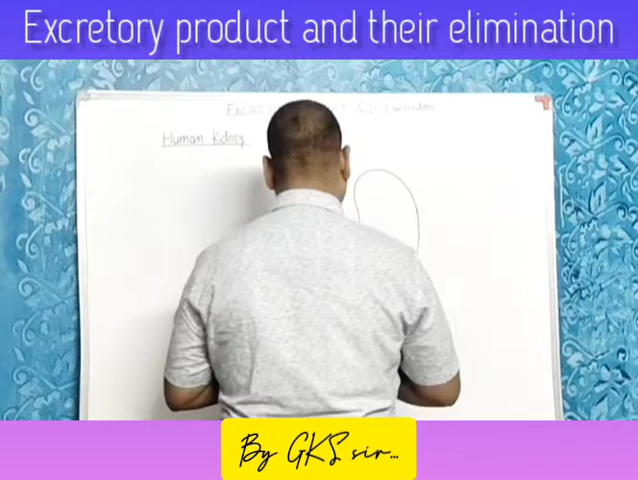 Excretory product and their elimination
Human kidney
By GKS sir...